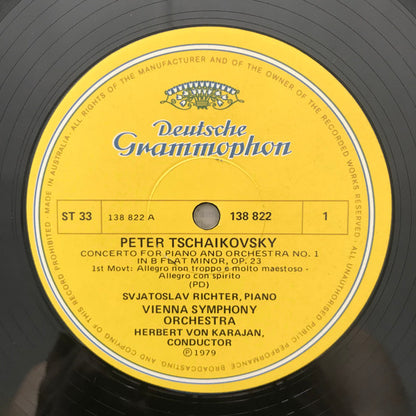 ALL RIGHTS OF THE MANUFACTURER AND OF THE OWNER OF THE RECORDED WORKS RESERVED ·
Deutsche
Grammophon
ST 33 138 822 A 138 822 1
PETER TSCHAIKOVSKY
CONCERTO FOR PIANO AND ORCHESTRA NO. 1
IN B FLAT MINOR, OP. 23
1st Movt: Allegro non troppo e molto maestoso -
Allegro con spirito
(PD)
SVJATOSLAV RICHTER, PIANO
VIENNA SYMPHONY
ORCHESTRA
HERBERT VON KARAJAN,
CONDUCTOR
℗ 1979
ALL UNAUTHORISED PUBLIC PERFORMANCE BROADCASTING AND COPYING OF THIS RECORD PROHIBITED · MADE IN AUSTRALIA ·